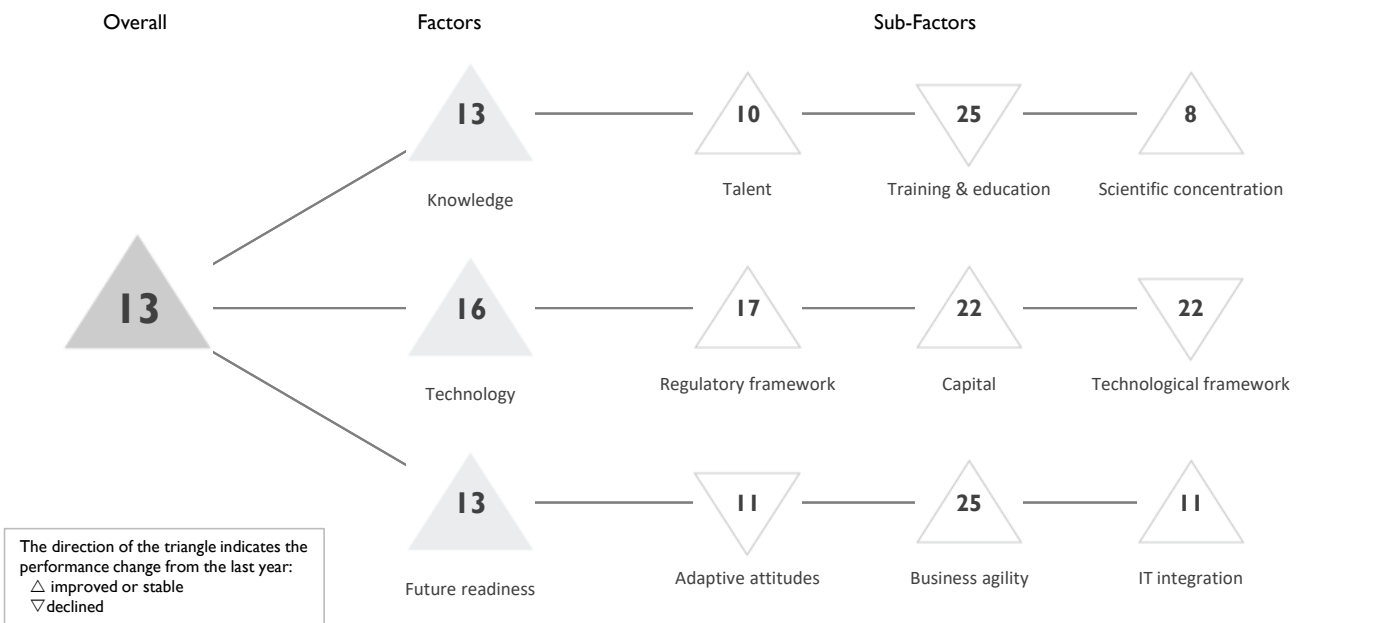 Overall
Factors
Sub-Factors
13
10
25
8
Knowledge
Talent
Training & education
Scientific concentration
13
16
17
22
22
Technology
Regulatory framework
Capital
Technological framework
13
11
25
11
Future readiness
Adaptive attitudes
Business agility
IT integration
The direction of the triangle indicates the
performance change from the last year:
△ improved or stable
▽ declined